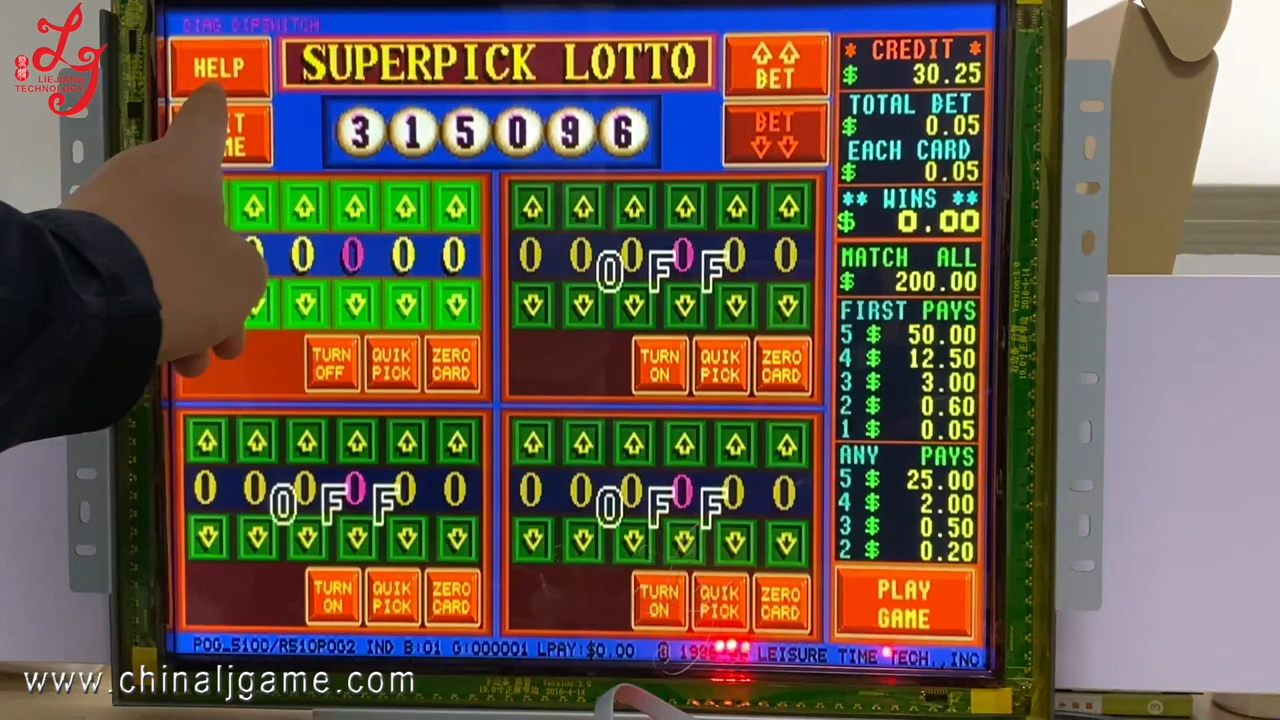 DIAG DIPSWITCH
LIEJIANG
TECHNOLOGY
HELP
SUPERPICK LOTTO
BET
3 1 5 0 9 6
BET
0 0 0 0
TURN OFF
QUIK PICK
ZERO CARD
0 0 0 0 0 0
OFF
TURN ON
QUIK PICK
ZERO CARD
0 0 0 0 0 0
OFF
TURN ON
QUIK PICK
ZERO CARD
0 0 0 0 0 0
OFF
TURN ON
QUIK PICK
ZERO CARD
* CREDIT *
$ 30.25
TOTAL BET
$ 0.05
EACH CARD
$ 0.05
** WINS **
$ 0.00
MATCH ALL
$ 200.00
FIRST PAYS
5 $ 50.00
4 $ 12.50
3 $ 3.00
2 $ 0.60
1 $ 0.05
ANY PAYS
5 $ 25.00
4 $ 2.00
3 $ 0.50
2 $ 0.20
PLAY
GAME
POG_5100/R510POG2 IND B:01 G:000001 LPAY:$0.00 LEISURE TIME TECH.,INC
www.chinaljgame.com